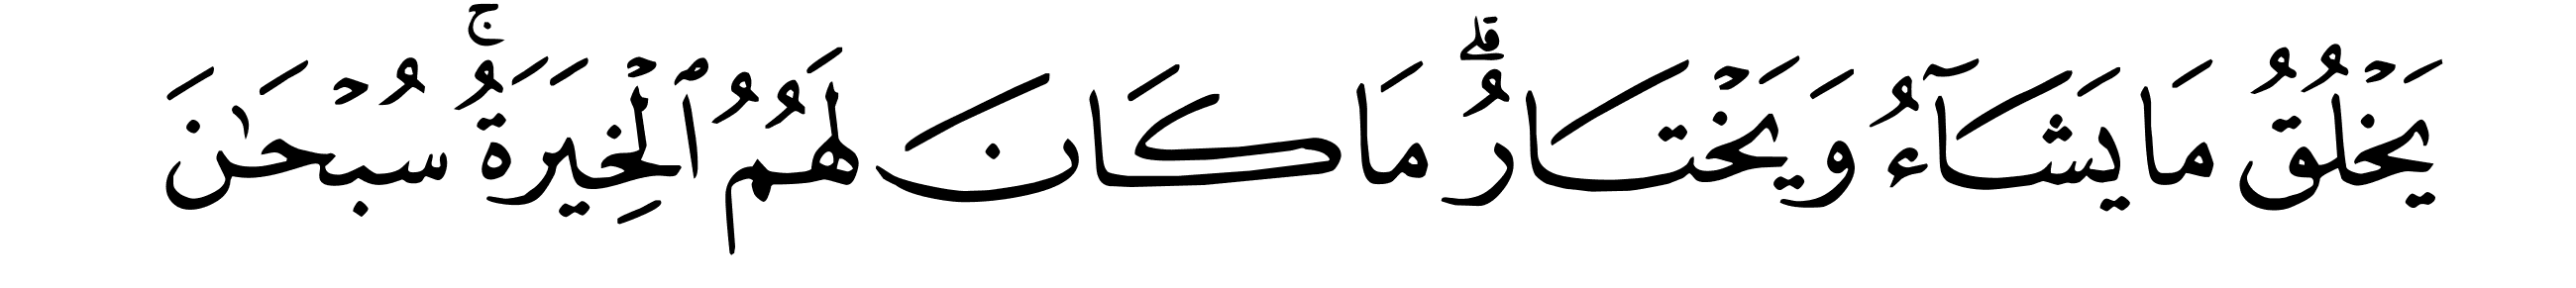 يَخْلُقُ مَا يَشَآءُ وَيَخْتَارُ ۗ مَا كَانَ لَهُمُ ٱلْخِيَرَةُ ۚ سُبْحَـٰنَ